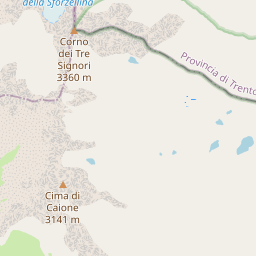 della Sforzellina
Corno
dei Tre
Signori
3360 m
Provincia di Trento
Cima di
Caione
3141 m